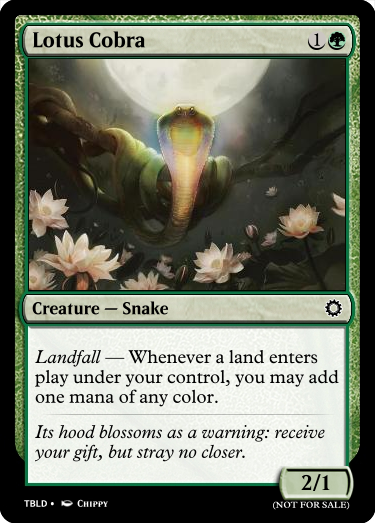 Lotus Cobra 1
Creature — Snake
Landfall — Whenever a land enters
play under your control, you may add
one mana of any color.
Its hood blossoms as a warning: receive
your gift, but stray no closer.
2/1
TBLD • Chippy
(NOT FOR SALE)